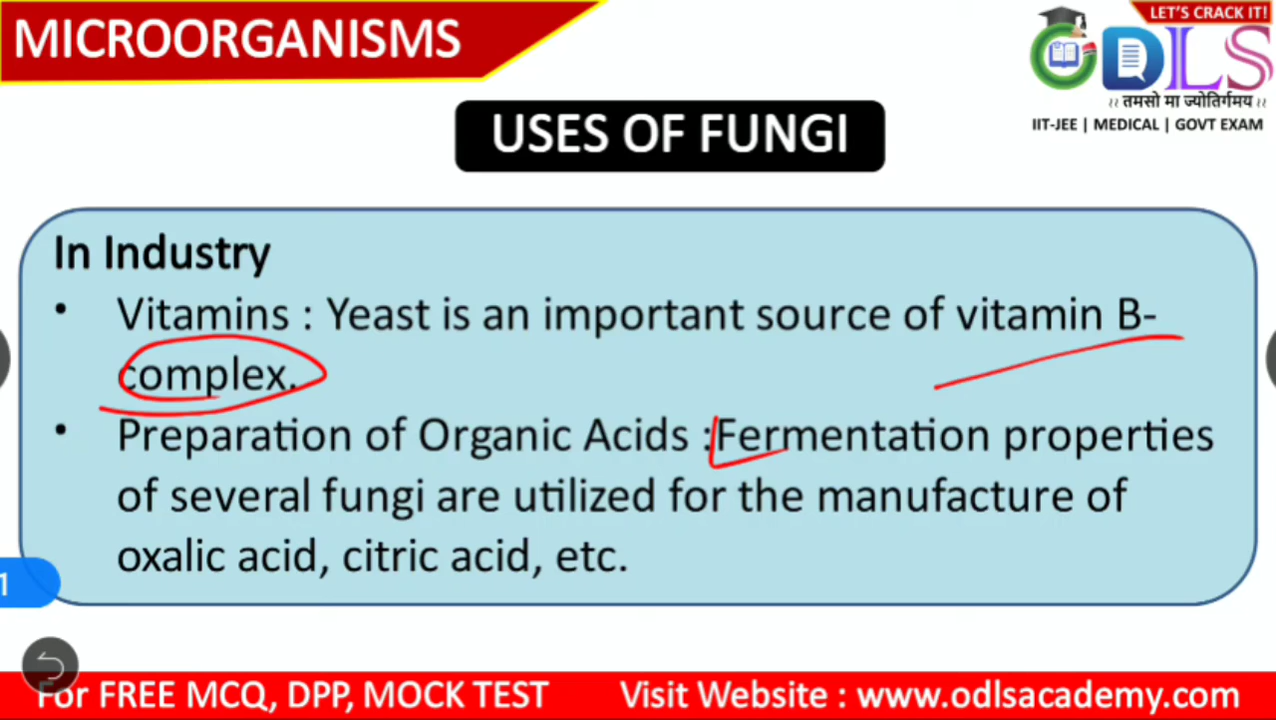 MICROORGANISMS
LET'S CRACK IT!
ODLS
।। तमसो मा ज्योतिर्गमय ।।
IIT-JEE | MEDICAL | GOVT EXAM
USES OF FUNGI
In Industry
• Vitamins : Yeast is an important source of vitamin B-
complex.
• Preparation of Organic Acids : Fermentation properties
of several fungi are utilized for the manufacture of
oxalic acid, citric acid, etc.
1
For FREE MCQ, DPP, MOCK TEST Visit Website : www.odlsacademy.com